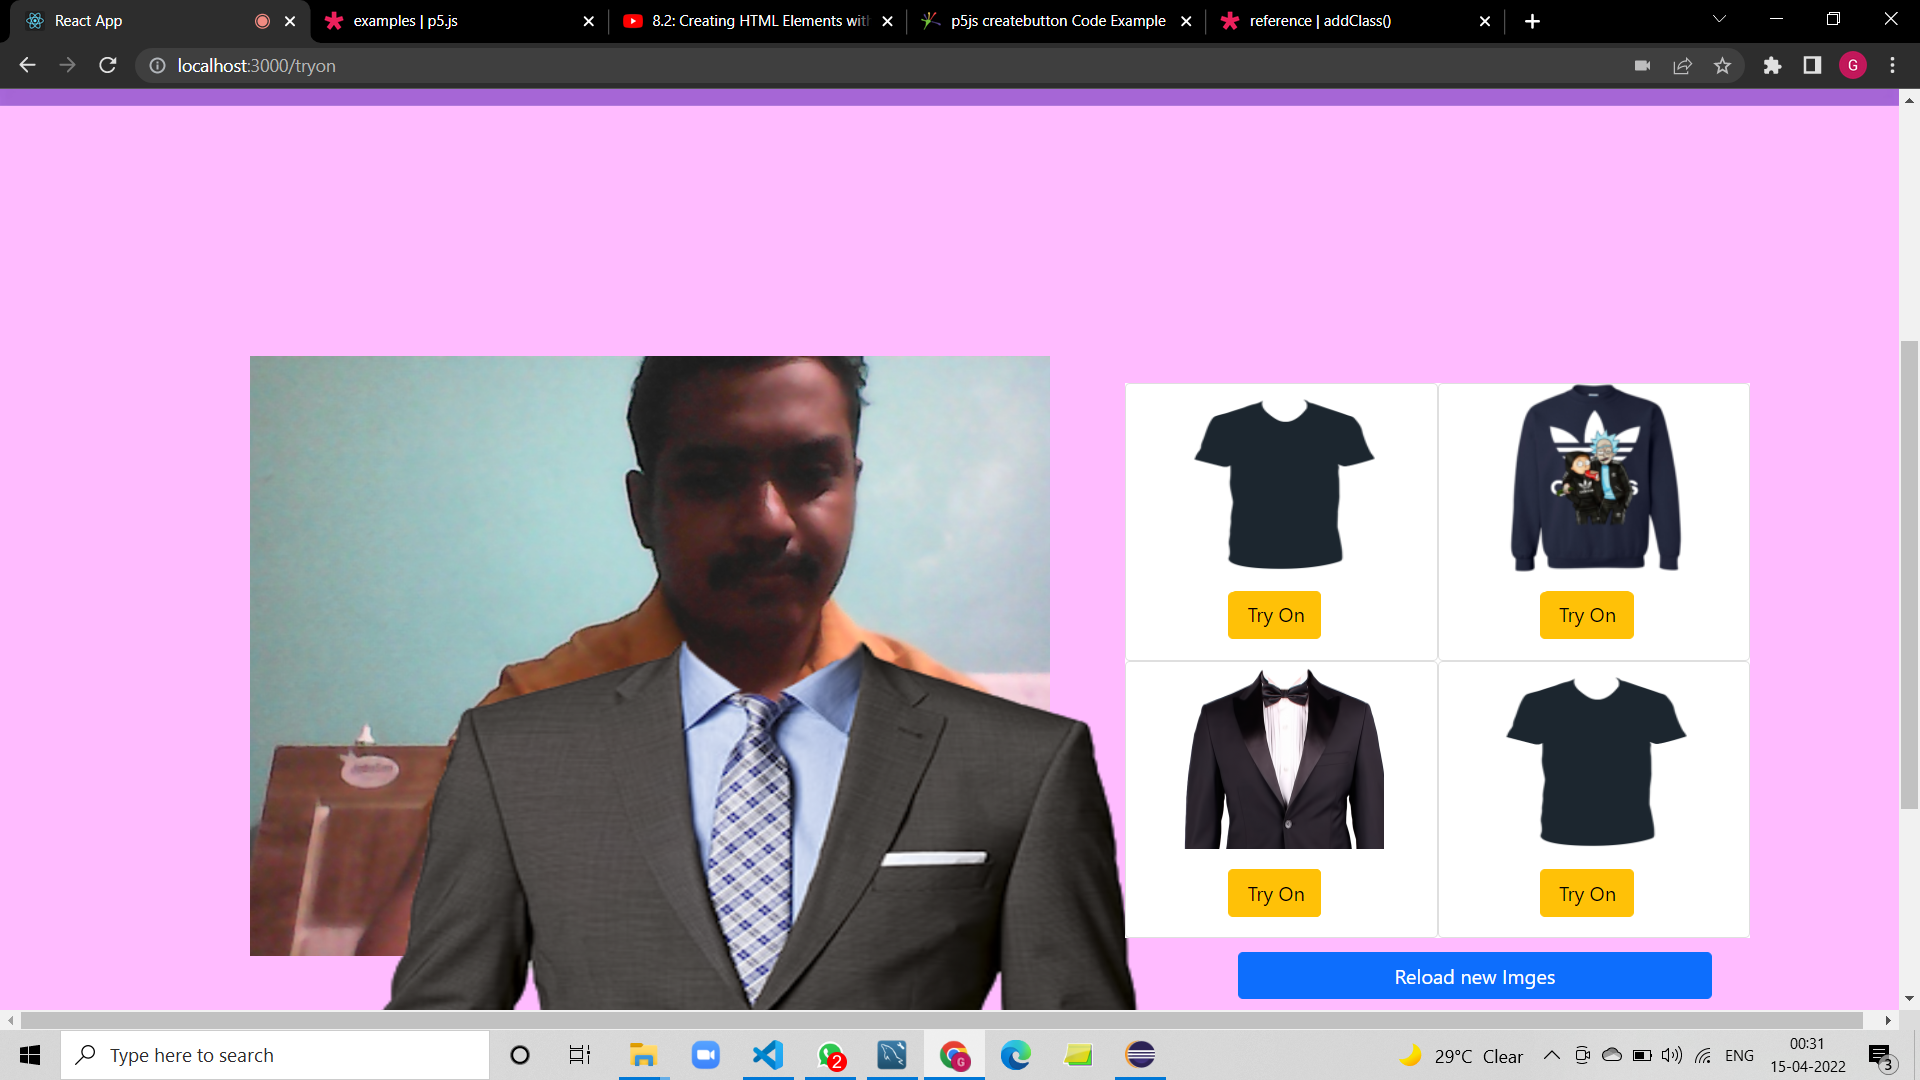 React App
examples | p5.js
8.2: Creating HTML Elements with
p5js createbutton Code Example
reference | addClass()
localhost:3000/tryon
G
Try On
Try On
Try On
Try On
Reload new Imges
Type here to search
2
G
29°C Clear
ENG
00:31
15-04-2022
3